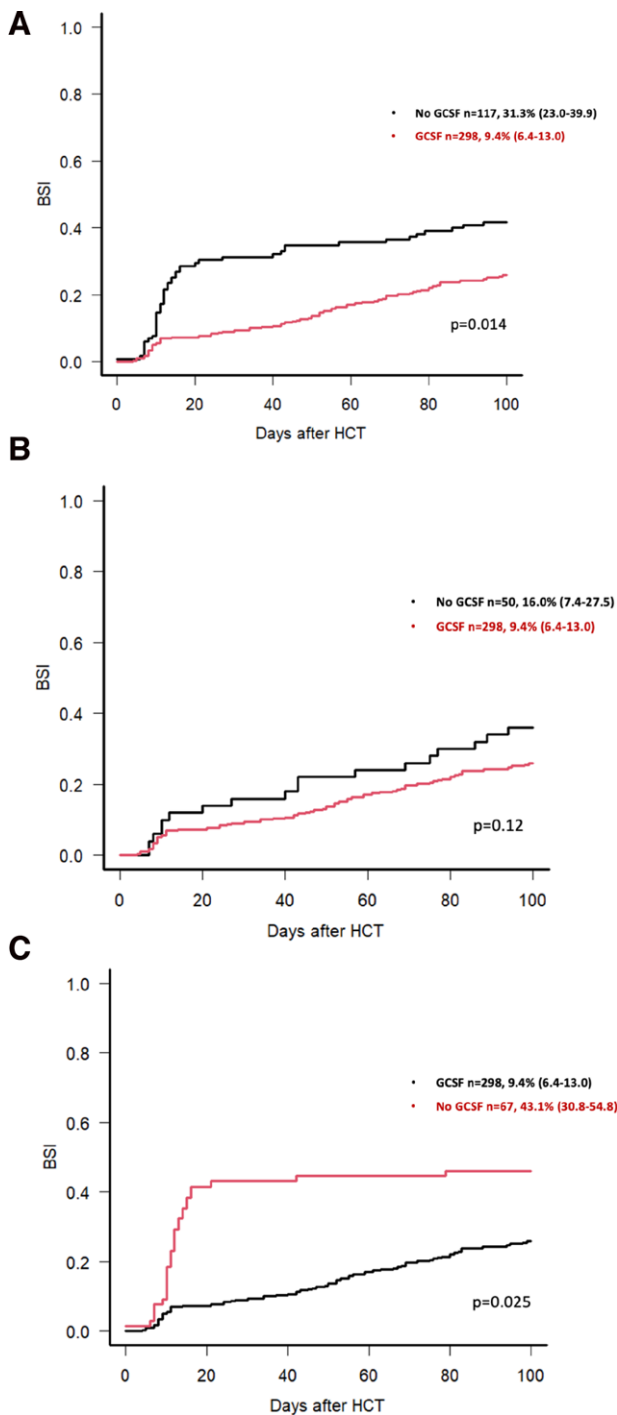 A
1.0
0.8
0.6
0.4
0.2
0.0
BSI
No GCSF n=117, 31.3% (23.0-39.9)
GCSF n=298, 9.4% (6.4-13.0)
p=0.014
0 20 40 60 80 100
Days after HCT
B
1.0
0.8
0.6
0.4
0.2
0.0
BSI
No GCSF n=50, 16.0% (7.4-27.5)
GCSF n=298, 9.4% (6.4-13.0)
p=0.12
0 20 40 60 80 100
Days after HCT
C
1.0
0.8
0.6
0.4
0.2
0.0
BSI
GCSF n=298, 9.4% (6.4-13.0)
No GCSF n=67, 43.1% (30.8-54.8)
p=0.025
0 20 40 60 80 100
Days after HCT